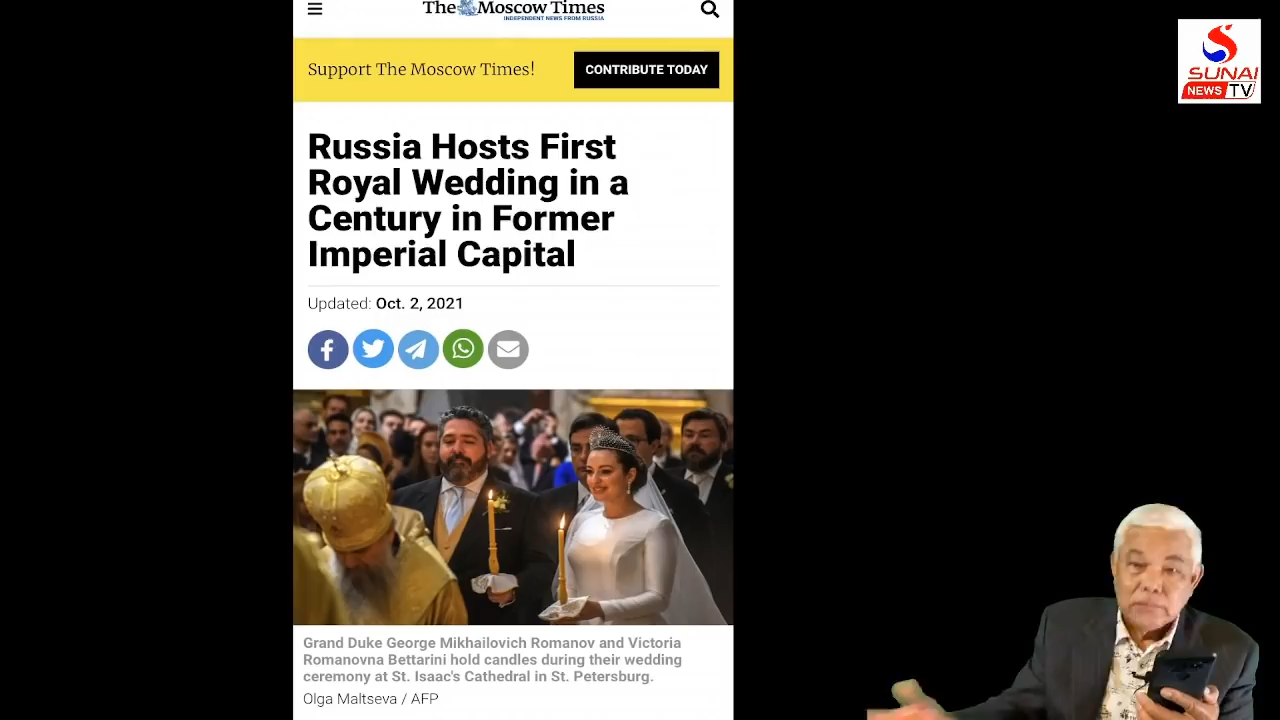 The Moscow Times
INDEPENDENT NEWS FROM RUSSIA
Support The Moscow Times!
CONTRIBUTE TODAY
SUNAI
NEWS TV
Russia Hosts First
Royal Wedding in a
Century in Former
Imperial Capital
Updated: Oct. 2, 2021
Grand Duke George Mikhailovich Romanov and Victoria
Romanovna Bettarini hold candles during their wedding
ceremony at St. Isaac's Cathedral in St. Petersburg.
Olga Maltseva / AFP